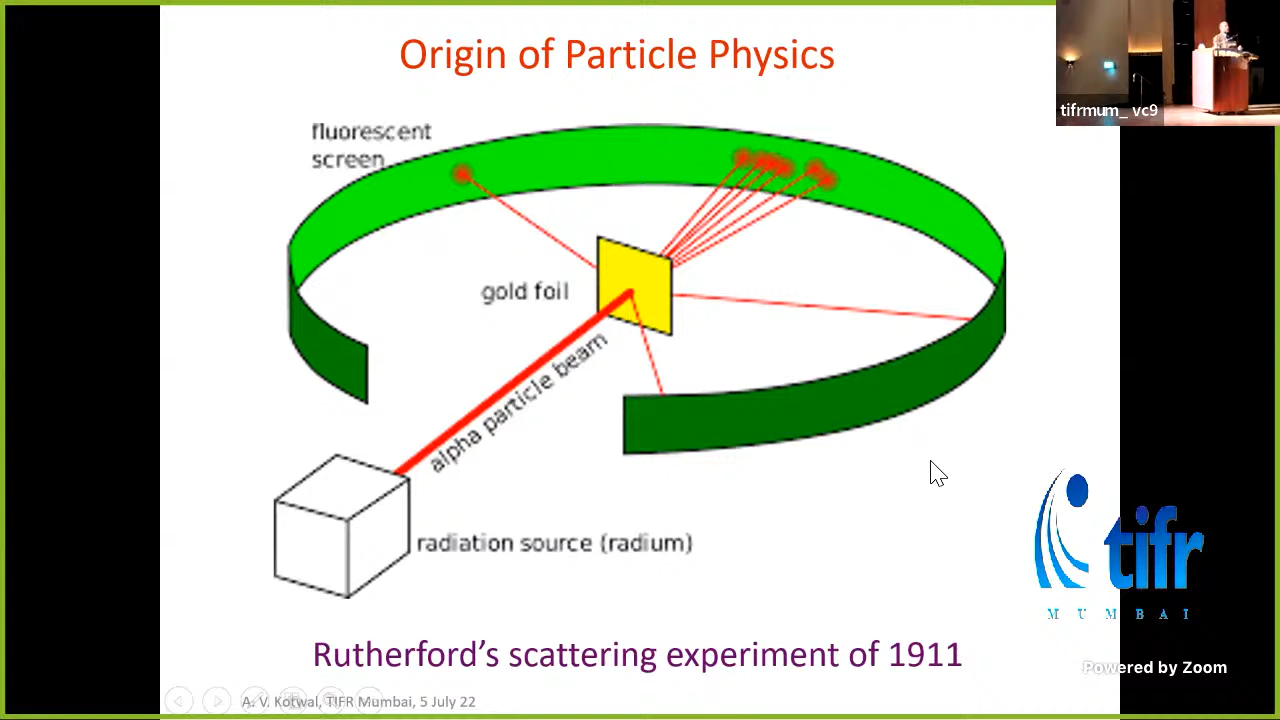 Origin of Particle Physics
tifrmum_ vc9
fluorescent
screen
gold foil
alpha particle beam
radiation source (radium)
tifr
MUMBAI
Rutherford’s scattering experiment of 1911
Powered by Zoom
A. V. Kotwal, TIFR Mumbai, 5 July 22